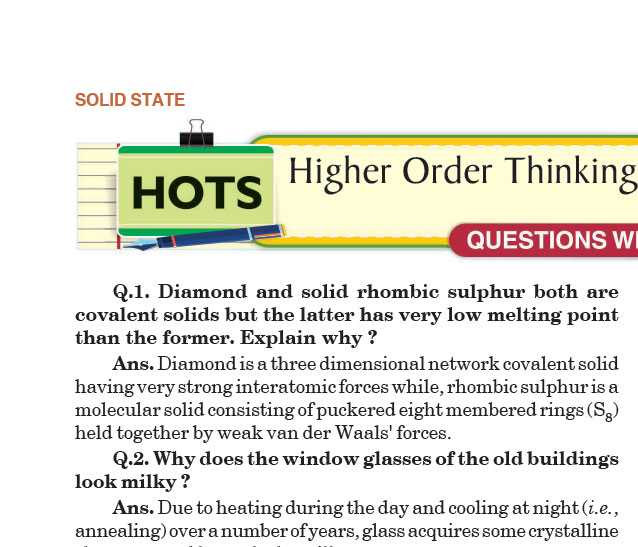 SOLID STATE
HOTS
Higher Order Thinking
QUESTIONS
Q.1. Diamond and solid rhombic sulphur both are
covalent solids but the latter has very low melting point
than the former. Explain why ?
Ans. Diamond is a three dimensional network covalent solid
having very strong interatomic forces while, rhombic sulphur is a
molecular solid consisting of puckered eight membered rings (S₈)
held together by weak van der Waals' forces.
Q.2. Why does the window glasses of the old buildings
look milky ?
Ans. Due to heating during the day and cooling at night (i.e.,
annealing) over a number of years, glass acquires some crystalline